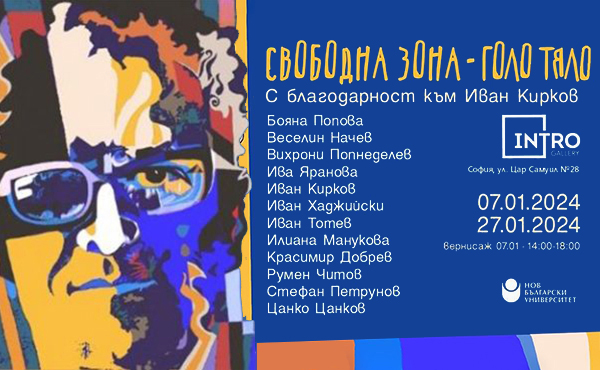 СВОБОДНА ЗОНА - ГОЛО ТЯЛО
С благодарност към Иван Кирков
Бояна Попова
Веселин Начев
Вихрони Попнеделев
Ива Яранова
Иван Кирков
Иван Хаджийски
Иван Тотев
Илиана Манукова
Красимир Добрев
Румен Читов
Стефан Петрунов
Цанко Цанков
INTRO
GALLERY
София, ул. Цар Самуил №28
07.01.2024
27.01.2024
вернисаж 07.01 - 14:00-18:00
НОВ
БЪЛГАРСКИ
УНИВЕРСИТЕТ